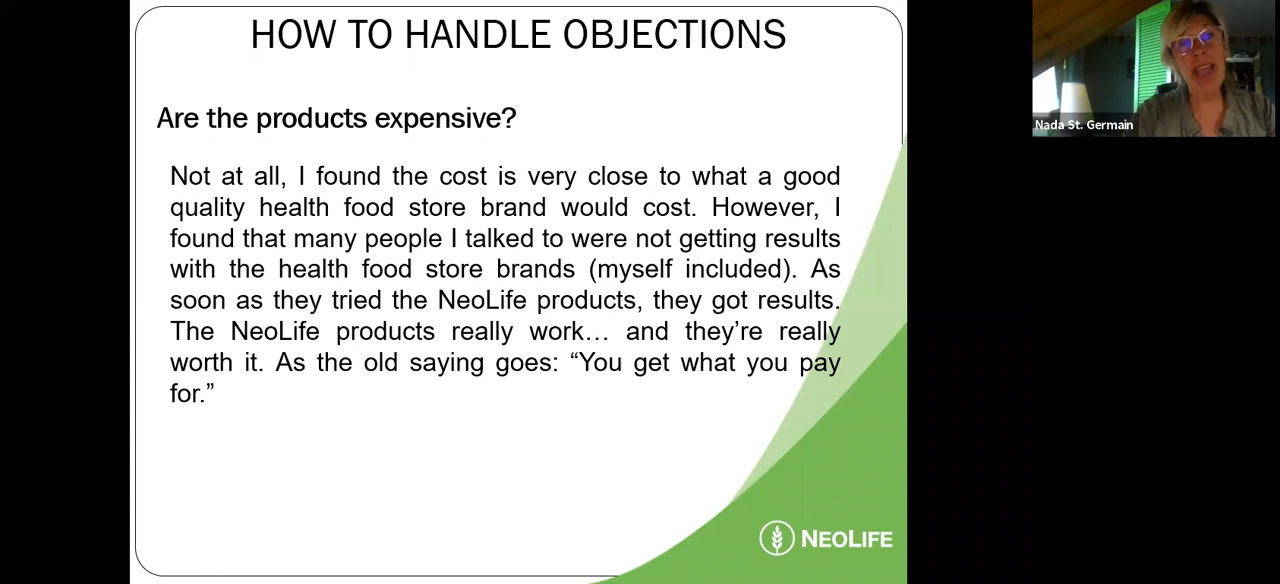 HOW TO HANDLE OBJECTIONS
Are the products expensive?
Not at all, I found the cost is very close to what a good
quality health food store brand would cost. However, I
found that many people I talked to were not getting results
with the health food store brands (myself included). As
soon as they tried the NeoLife products, they got results.
The NeoLife products really work… and they’re really
worth it. As the old saying goes: “You get what you pay
for.”
NEOLIFE
Nada St. Germain